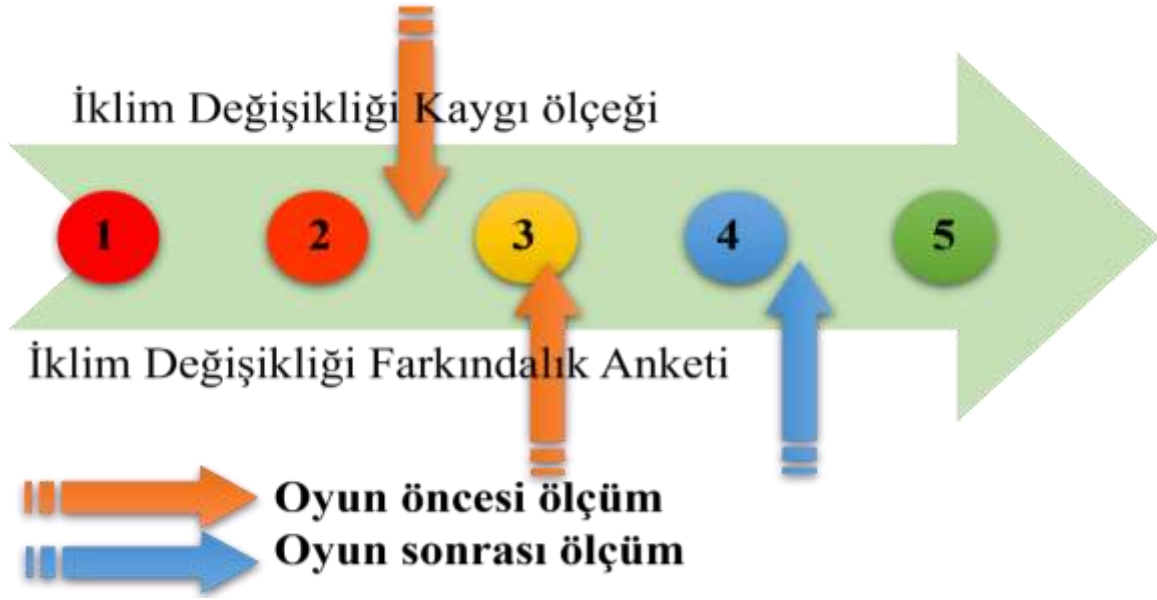 İklim Değişikliği Kaygı ölçeği
1 2 3 4 5
İklim Değişikliği Farkındalık Anketi
Oyun öncesi ölçüm
Oyun sonrası ölçüm